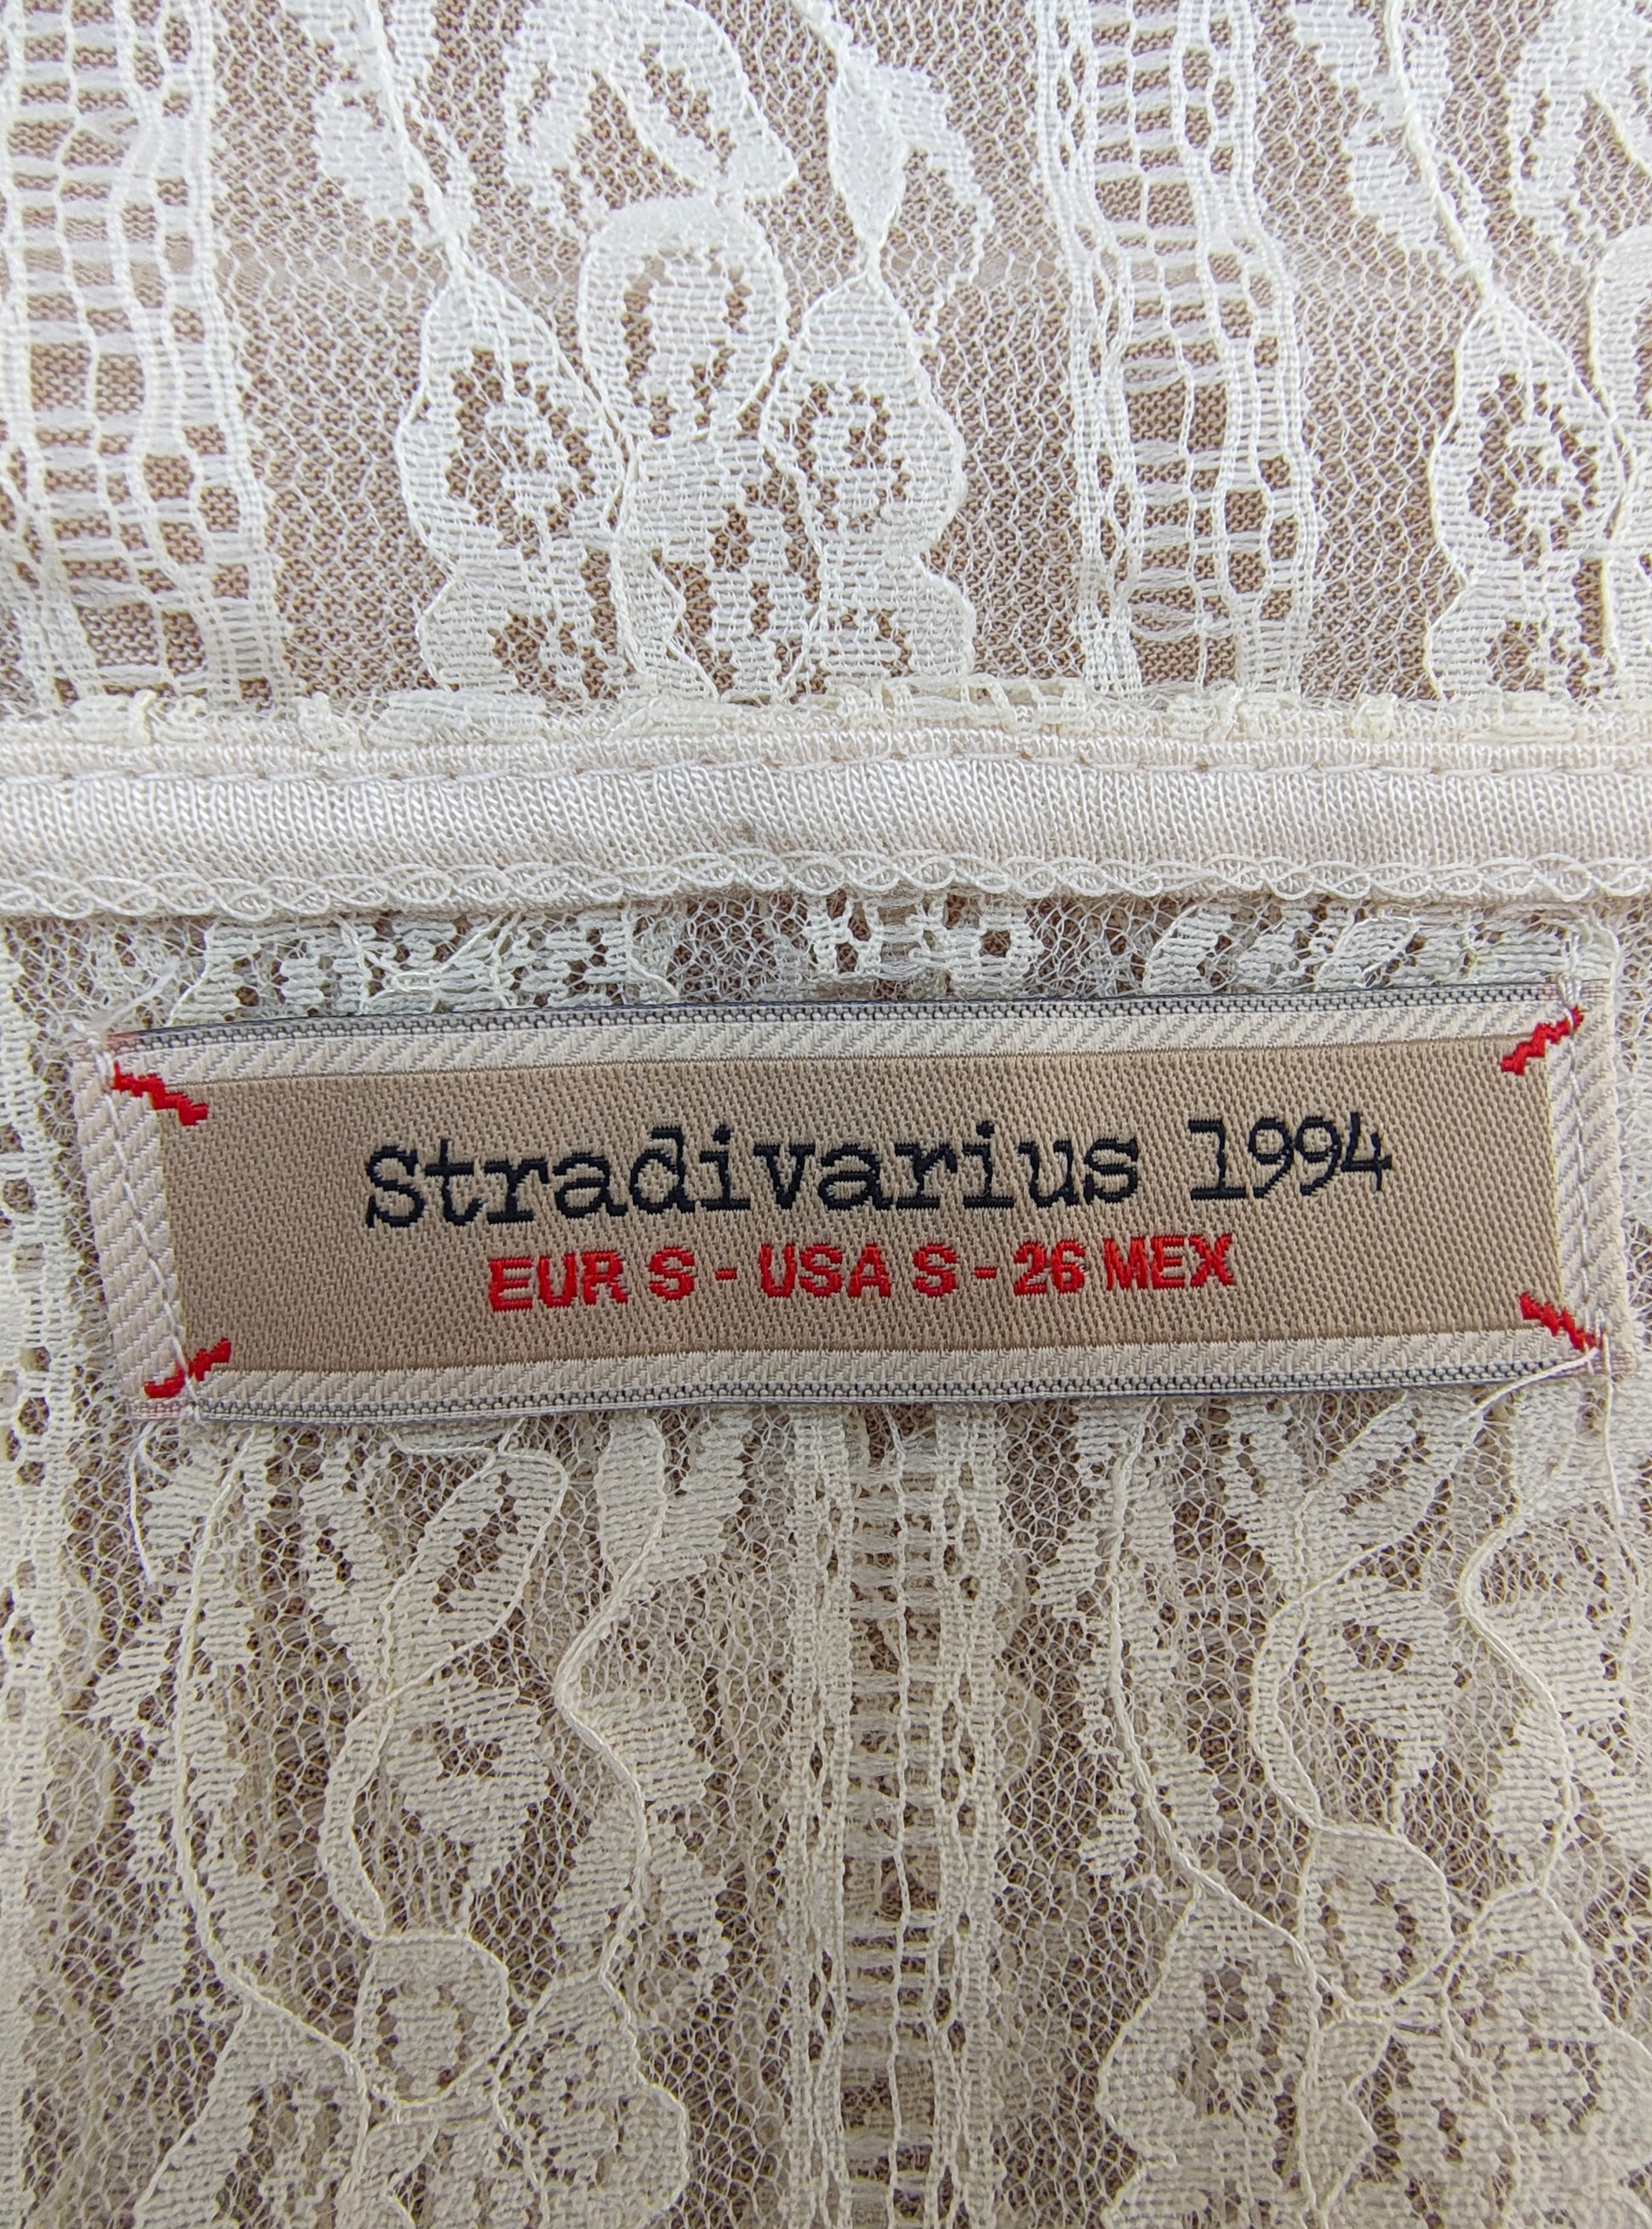 Stradivarius 1994
EUR S - USA S - 26 MEX